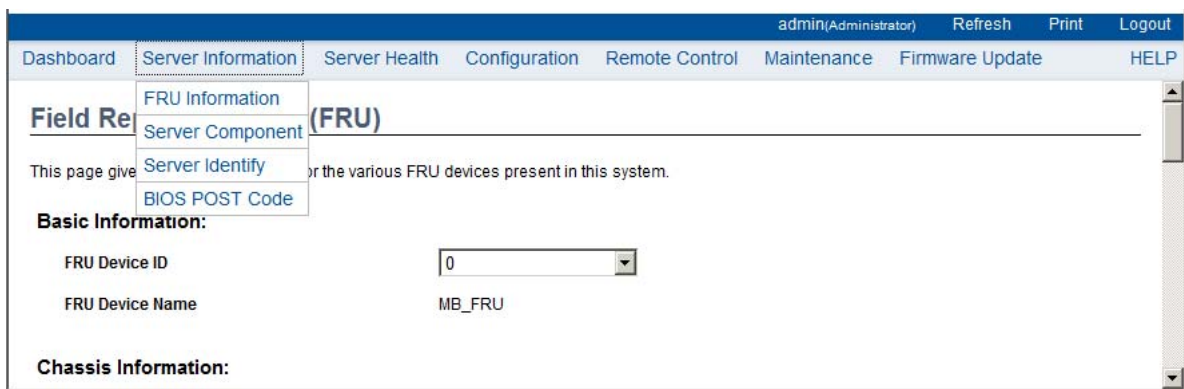 admin(Administrator) Refresh Print Logout
Dashboard Server Information Server Health Configuration Remote Control Maintenance Firmware Update HELP
FRU Information
Server Component
Server Identify
BIOS POST Code
Field (FRU)
This page give or the various FRU devices present in this system.
Basic Information:
FRU Device ID 0
FRU Device Name MB_FRU
Chassis Information: